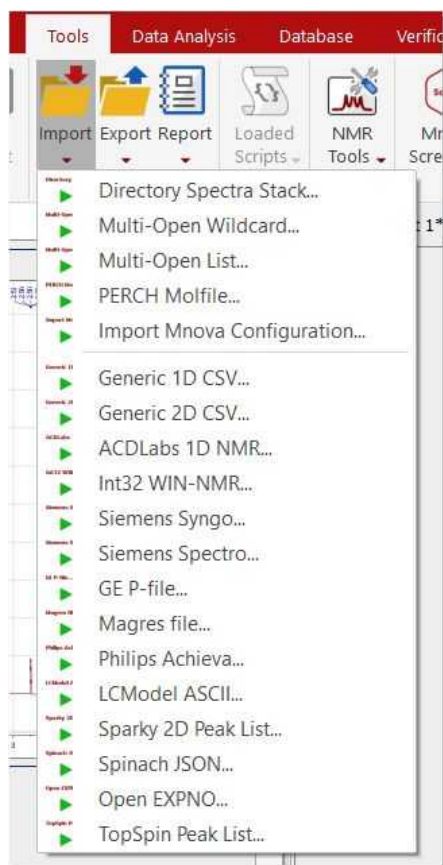 Tools Data Analysis Database
Import Export Report Loaded Scripts NMR Tools
Directory Spectra Stack...
Multi-Open Wildcard...
Multi-Open List...
PERCH Molfile...
Import Mnova Configuration...
Generic 1D CSV...
Generic 2D CSV...
ACDLabs 1D NMR...
Int32 WIN-NMR...
Siemens Syngo...
Siemens Spectro...
GE P-file...
Magres file...
Philips Achieva...
LCModel ASCII...
Sparky 2D Peak List...
Spinach JSON...
Open EXPNO...
TopSpin Peak List...